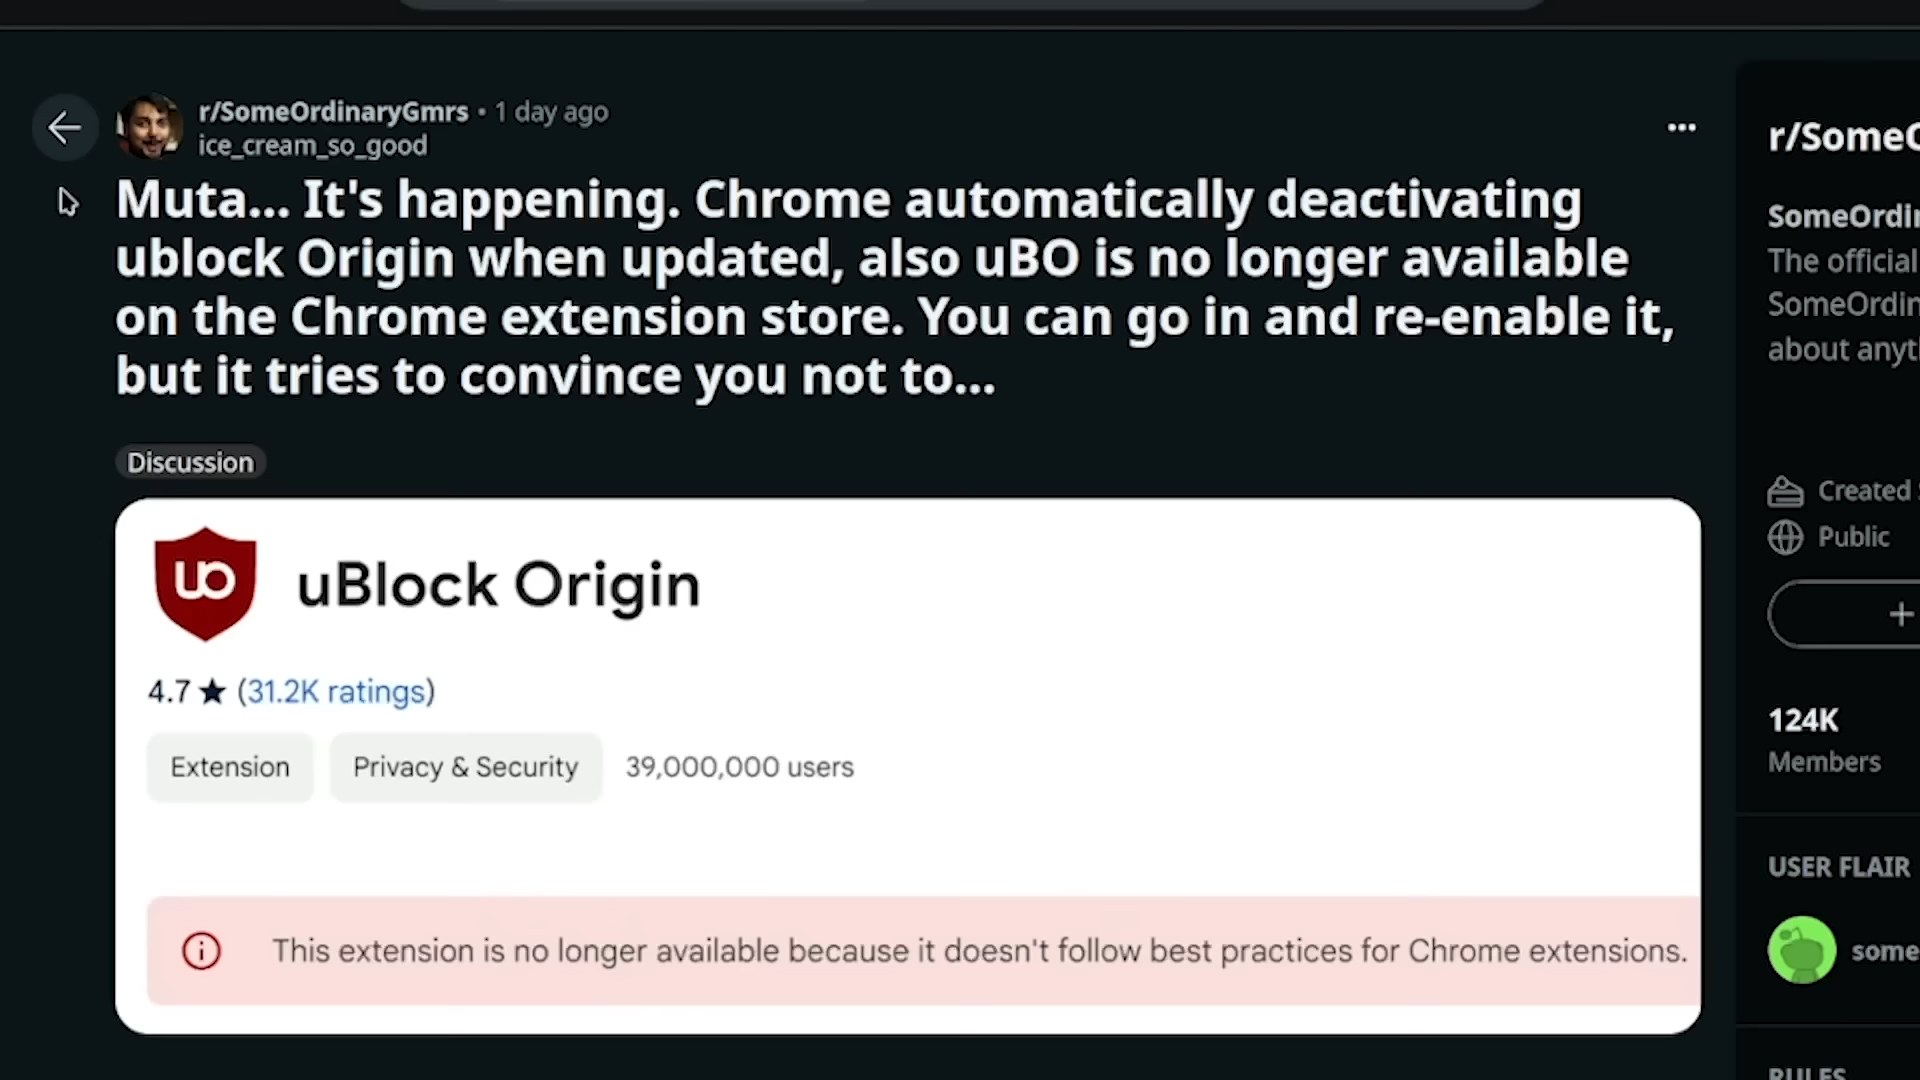 r/SomeOrdinaryGmrs • 1 day ago
ice_cream_so_good
Muta... It's happening. Chrome automatically deactivating
ublock Origin when updated, also uBO is no longer available
on the Chrome extension store. You can go in and re-enable it,
but it tries to convince you not to...
Discussion
uBlock Origin
4.7 ★ (31.2K ratings)
Extension
Privacy & Security
39,000,000 users
This extension is no longer available because it doesn't follow best practices for Chrome extensions.
r/Some
SomeOrdin
The official
SomeOrdin
about anyt
Created
Public
124K
Members
USER FLAIR
some
RULES